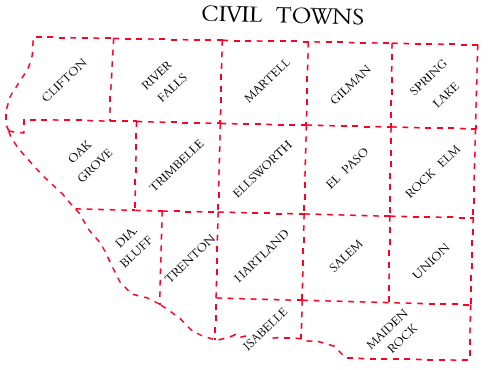 CIVIL TOWNS
CLIFTON
RIVER
FALLS
MARTELL
GILMAN
SPRING
LAKE
OAK
GROVE
TRIMBELLE
ELLSWORTH
EL PASO
ROCK ELM
DIA.
BLUFF
TRENTON
HARTLAND
SALEM
UNION
ISABELLE
MAIDEN
ROCK